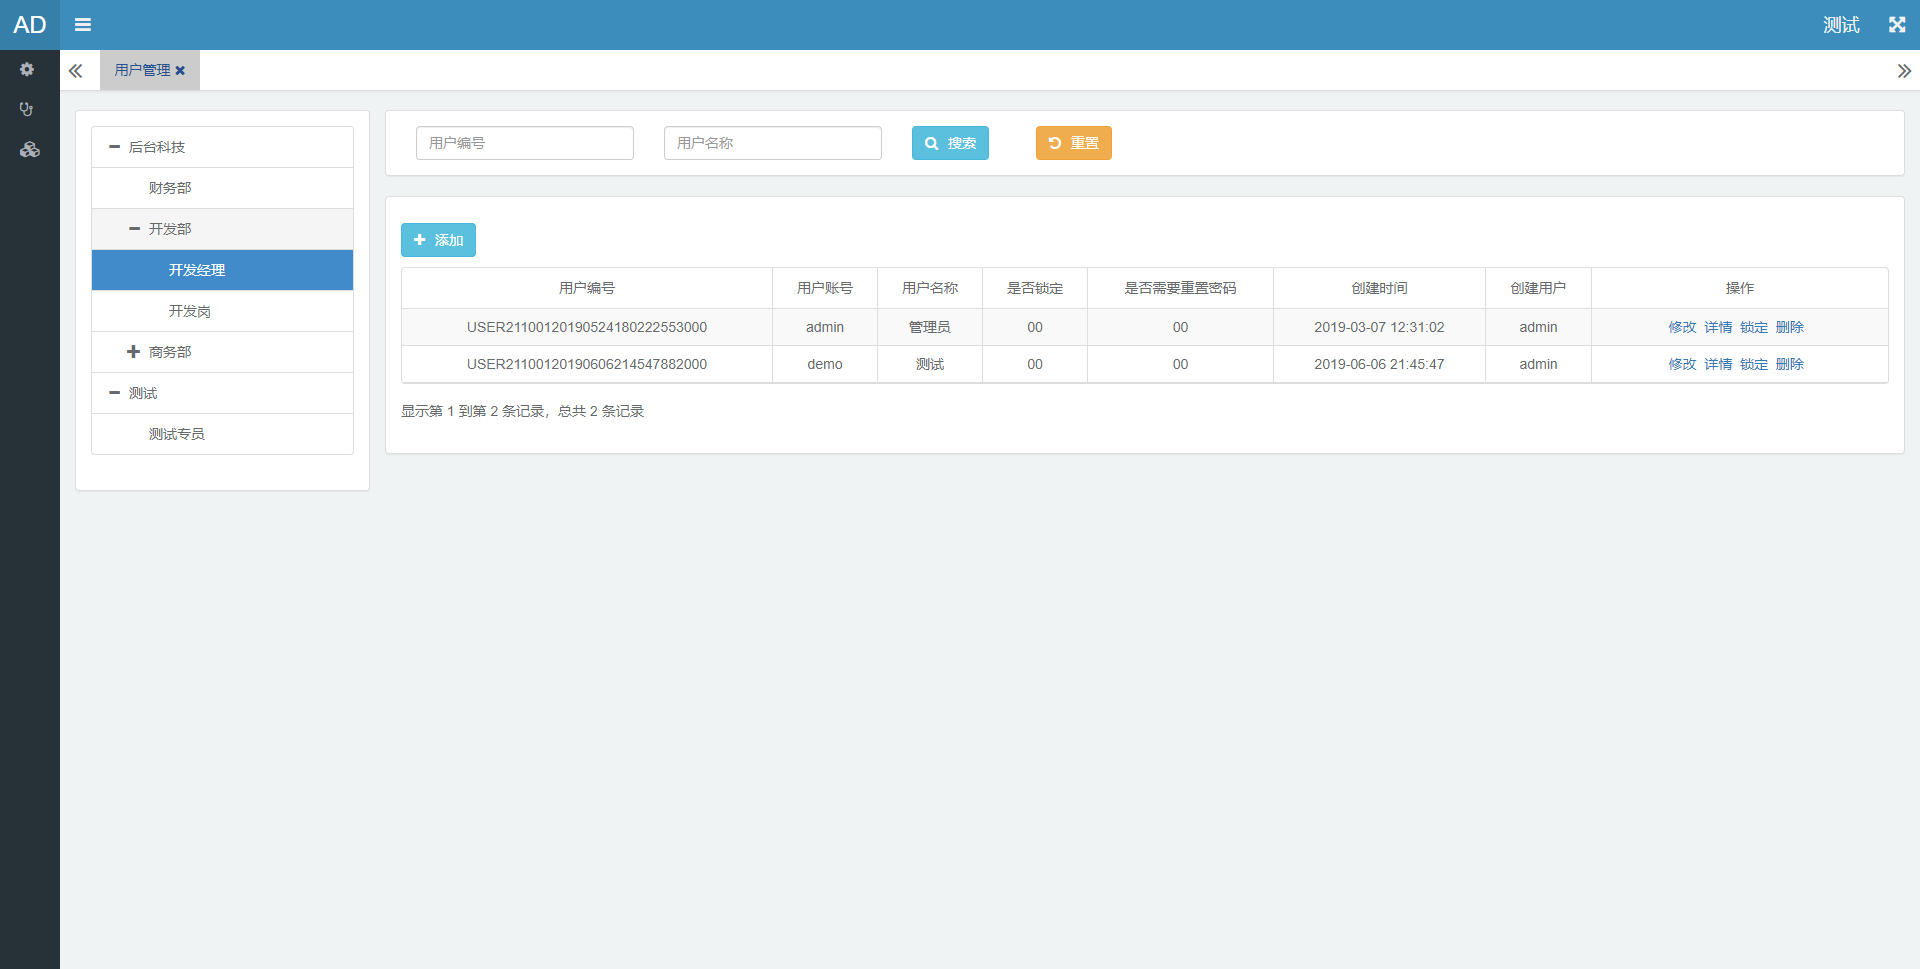 AD
测试
用户管理
后台科技
财务部
开发部
开发经理
开发岗
商务部
测试
测试专员
用户编号 用户名称 搜索 重置
添加
用户编号 用户账号 用户名称 是否锁定 是否需要重置密码 创建时间 创建用户 操作
USER21100120190524180222553000 admin 管理员 00 00 2019-03-07 12:31:02 admin 修改 详情 锁定 删除
USER21100120190606214547882000 demo 测试 00 00 2019-06-06 21:45:47 admin 修改 详情 锁定 删除
显示第 1 到第 2 条记录，总共 2 条记录